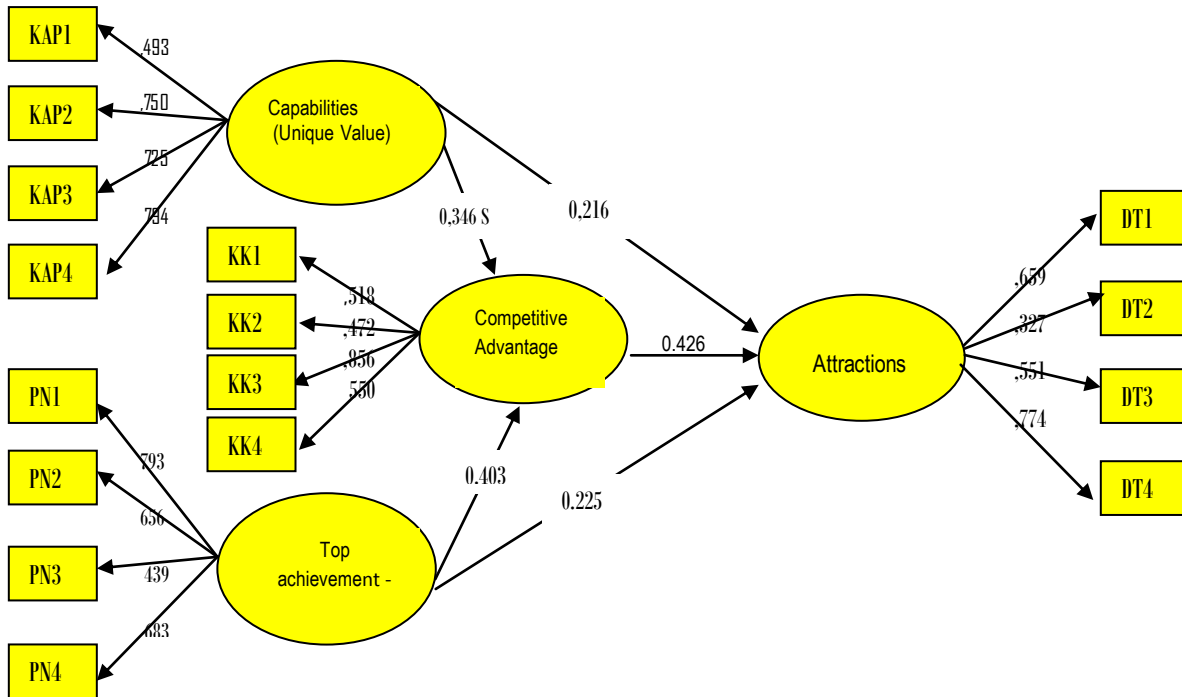 KAP1
,493
KAP2
,750
KAP3
,725
KAP4
,794
Capabilities
(Unique Value)
0,346 S
0,216
KK1
,518
KK2
,472
KK3
,856
KK4
550
Competitive
Advantage
0.426
Attractions
DT1
,659
DT2
,327
DT3
,551
DT4
,774
PN1
,793
PN2
656
PN3
439
PN4
,683
Top
achievement -
0.403
0.225